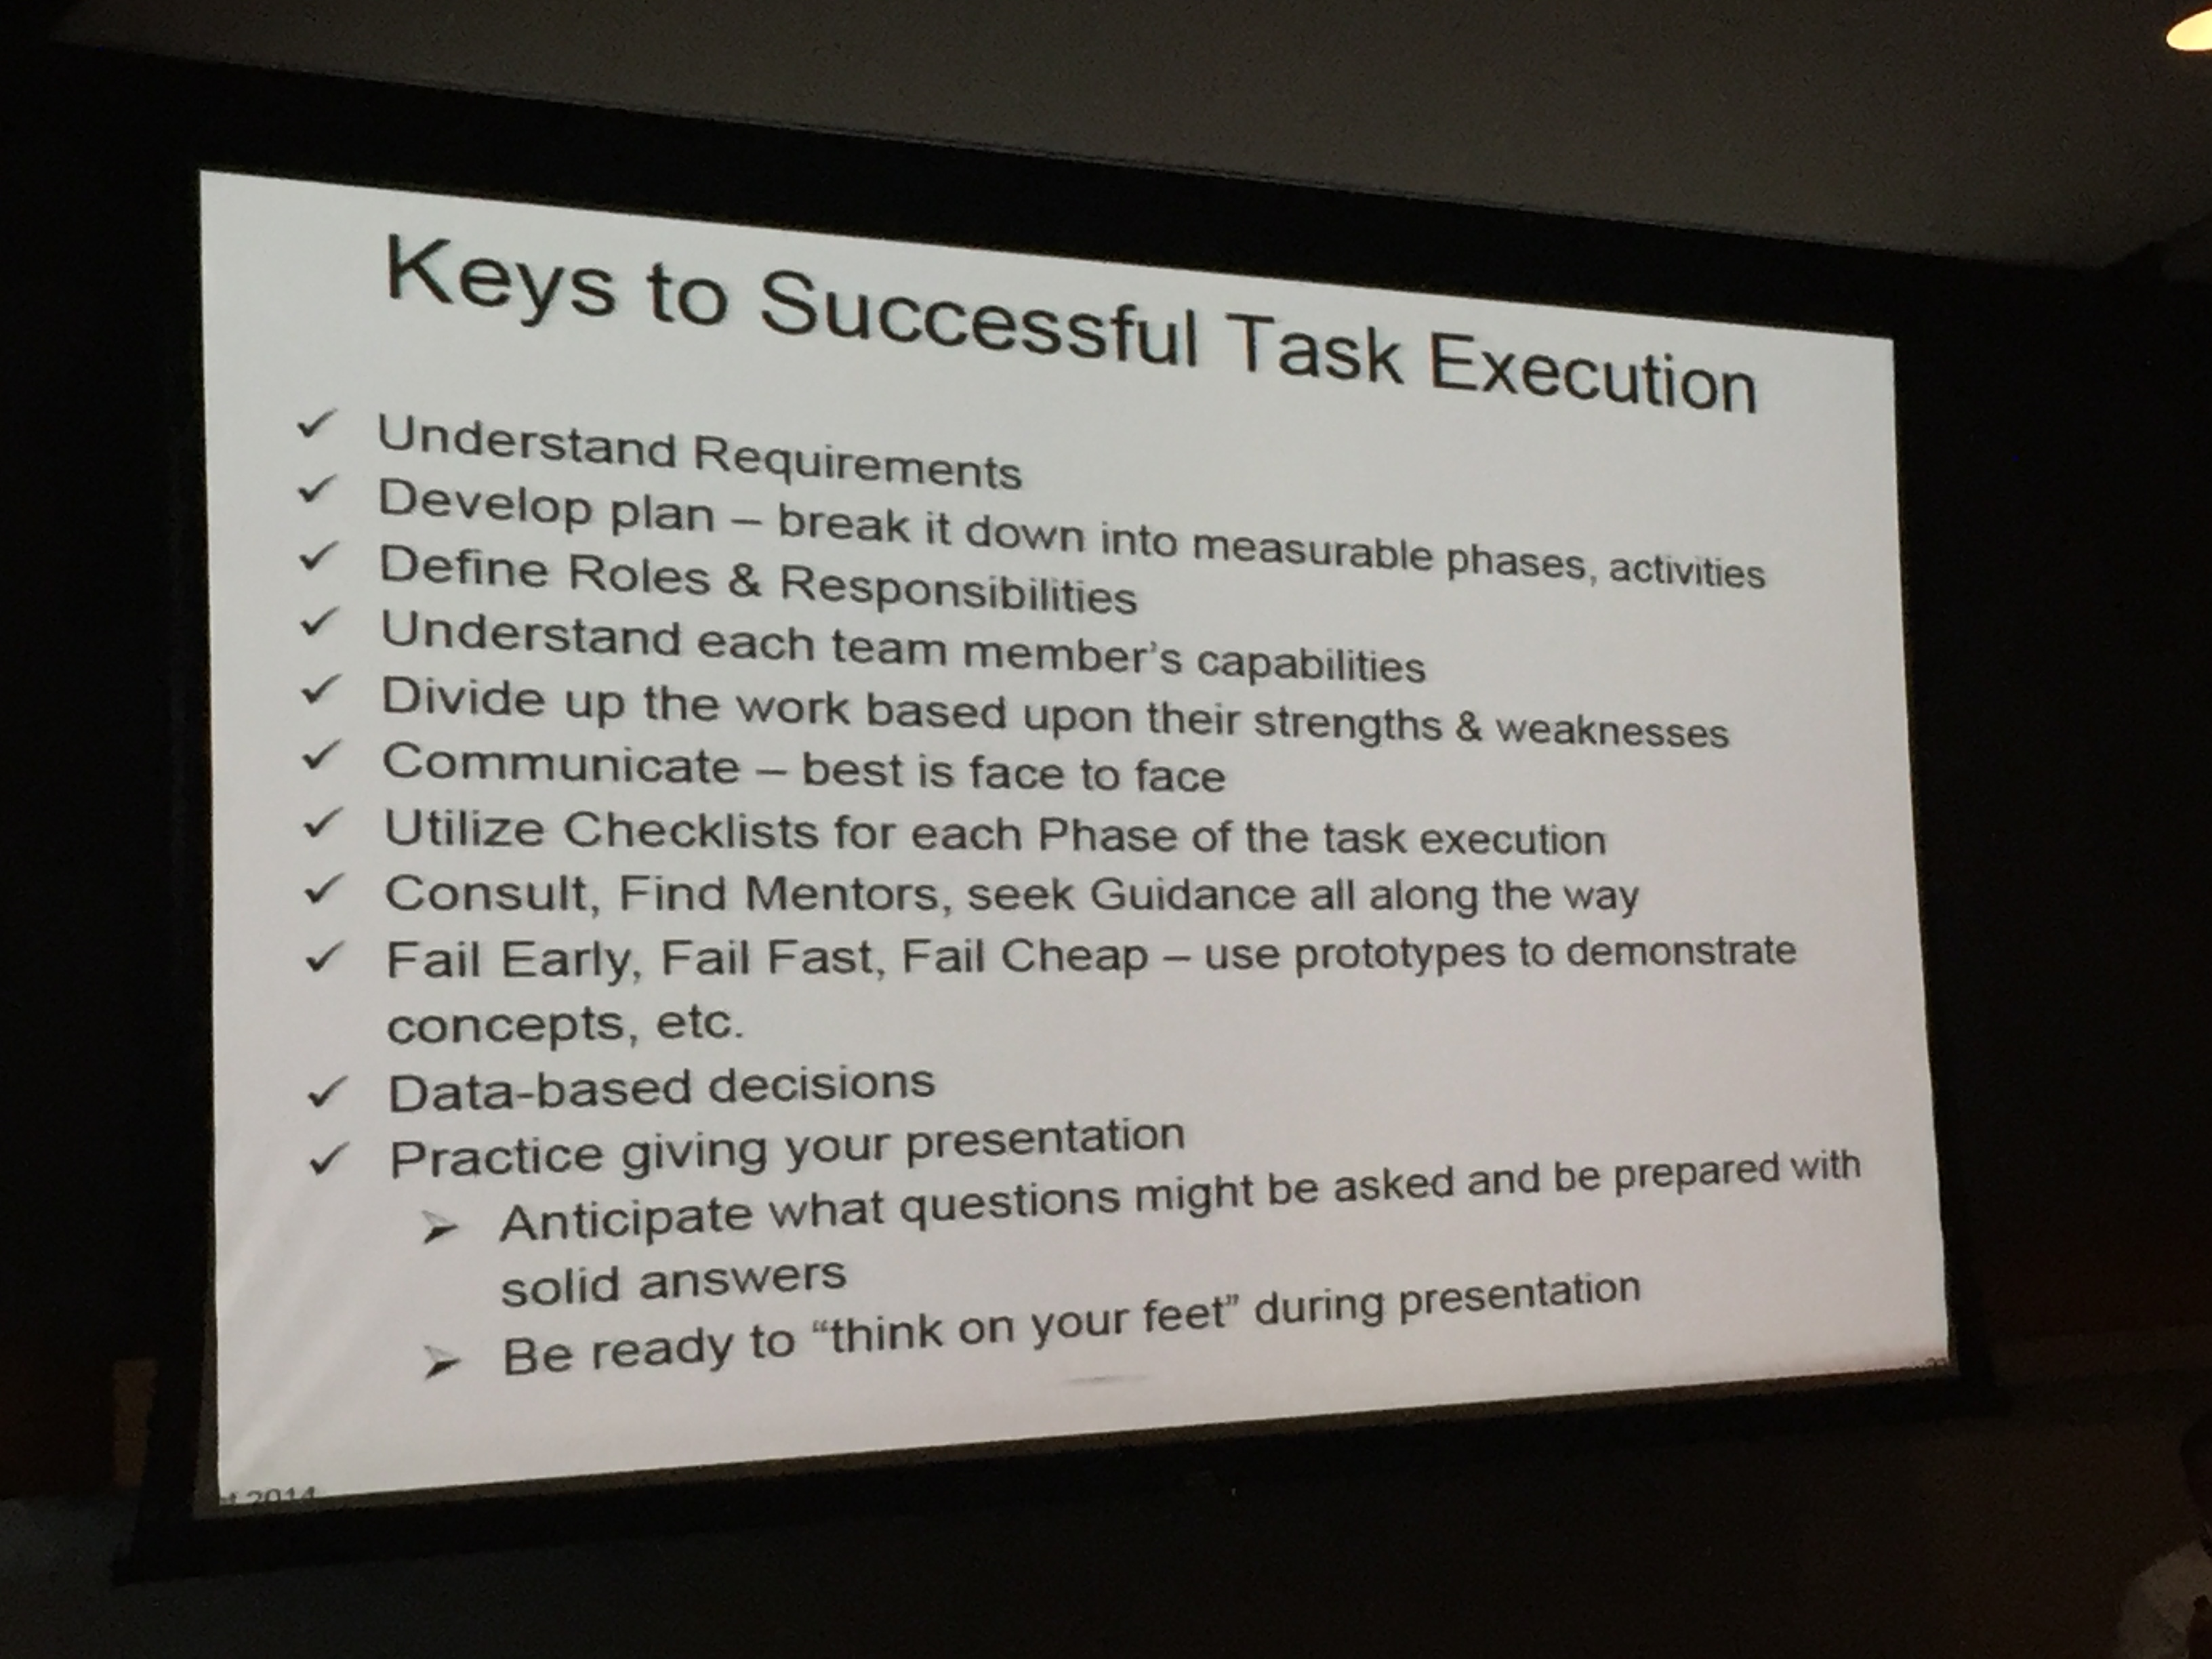 Keys to Successful Task Execution
✓ Understand Requirements
✓ Develop plan – break it down into measurable phases, activities
✓ Define Roles & Responsibilities
✓ Understand each team member’s capabilities
✓ Divide up the work based upon their strengths & weaknesses
✓ Communicate – best is face to face
✓ Utilize Checklists for each Phase of the task execution
✓ Consult, Find Mentors, seek Guidance all along the way
✓ Fail Early, Fail Fast, Fail Cheap – use prototypes to demonstrate
concepts, etc.
✓ Data-based decisions
✓ Practice giving your presentation
➢ Anticipate what questions might be asked and be prepared with
solid answers
➢ Be ready to “think on your feet” during presentation
2014